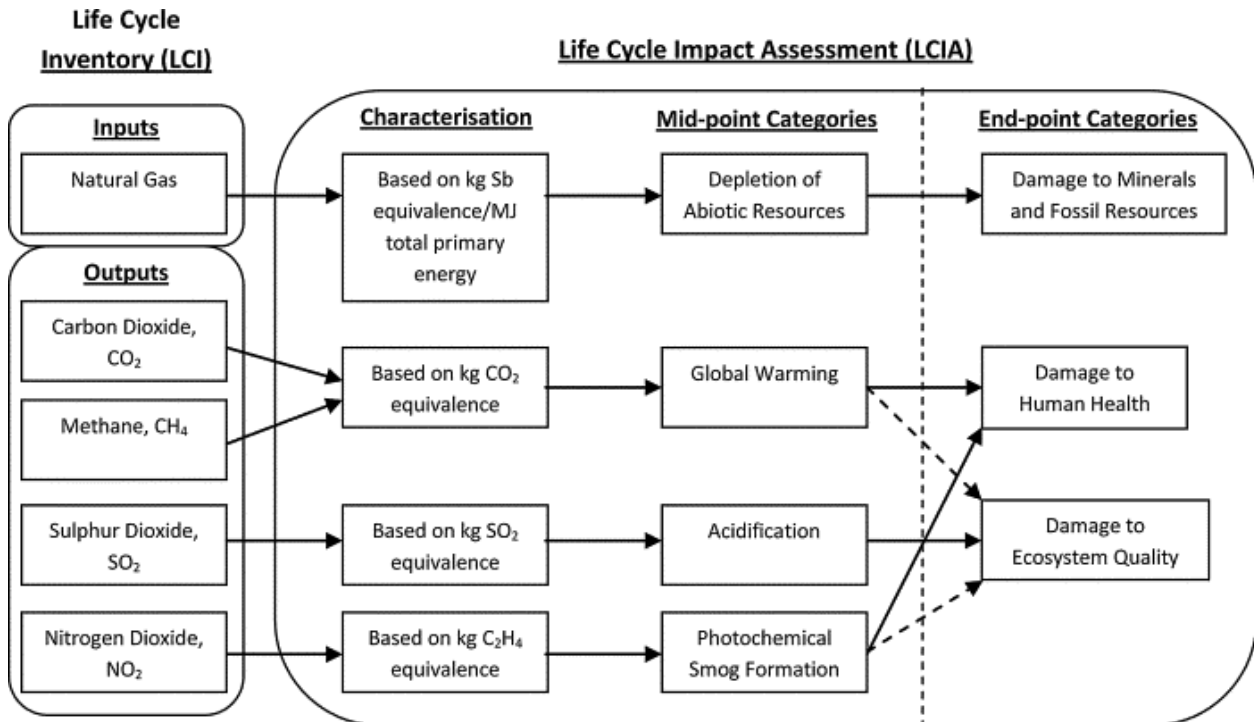 Life Cycle
Inventory (LCI)
Life Cycle Impact Assessment (LCIA)
Inputs
Natural Gas
Outputs
Carbon Dioxide,
CO₂
Methane, CH₄
Sulphur Dioxide,
SO₂
Nitrogen Dioxide,
NO₂
Characterisation
Based on kg Sb
equivalence/MJ
total primary
energy
Based on kg CO₂
equivalence
Based on kg SO₂
equivalence
Based on kg C₂H₄
equivalence
Mid-point Categories
Depletion of
Abiotic Resources
Global Warming
Acidification
Photochemical
Smog Formation
End-point Categories
Damage to Minerals
and Fossil Resources
Damage to
Human Health
Damage to
Ecosystem Quality